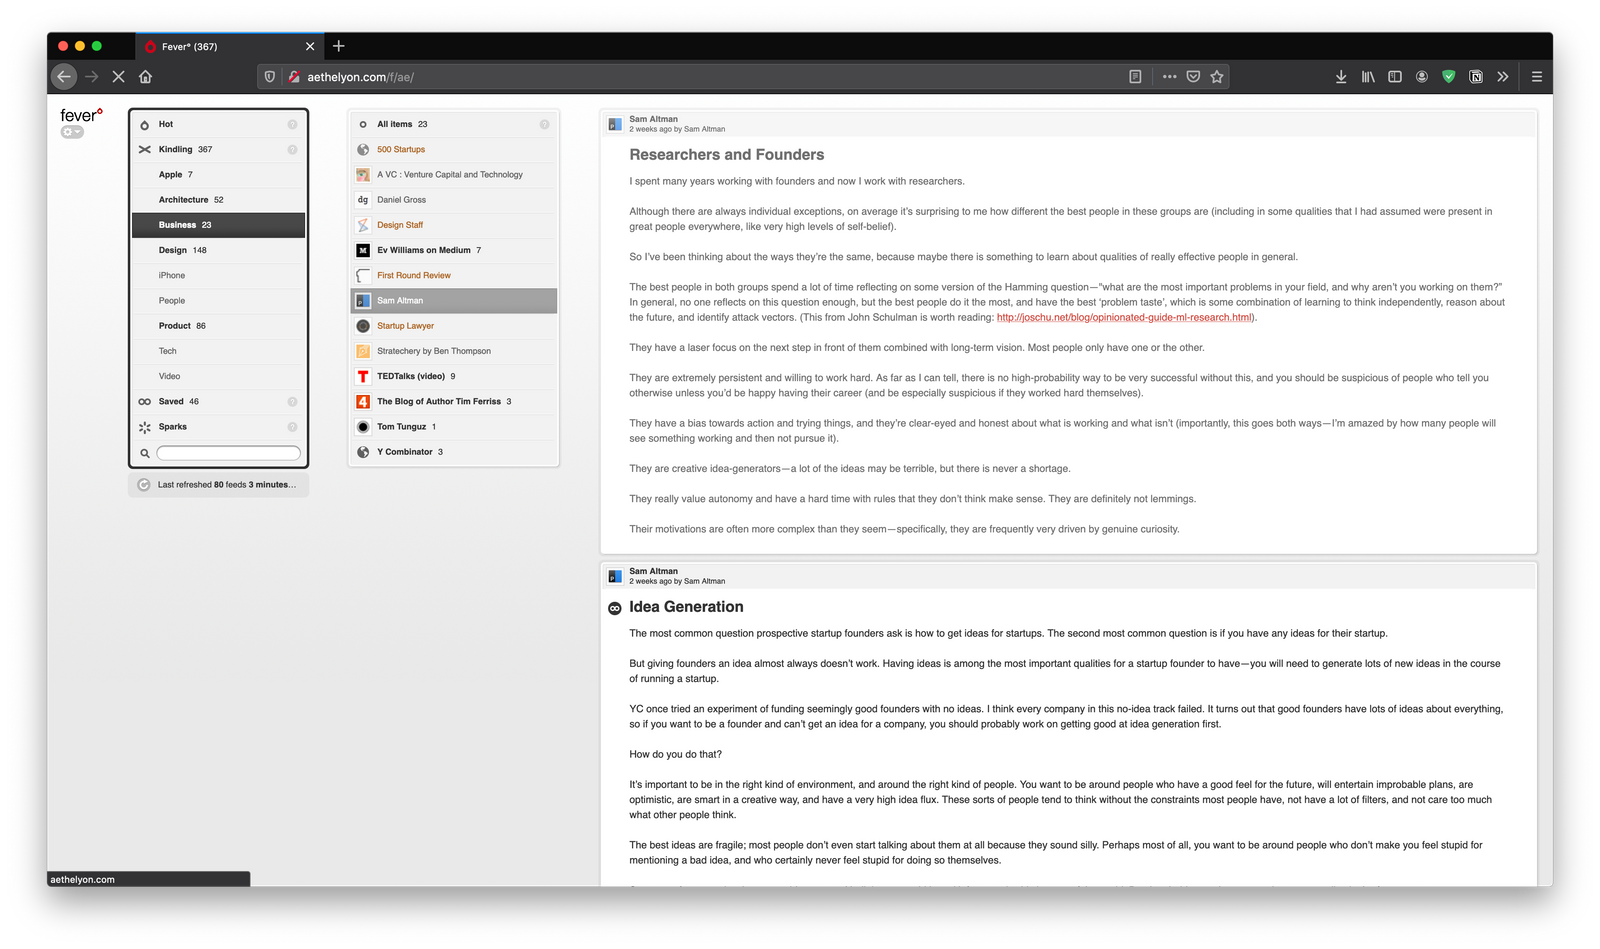 Fever° (367)
aethelyon.com/f/ae/
fever°
Hot
Kindling 367
Apple 7
Architecture 52
Business 23
Design 148
iPhone
People
Product 86
Tech
Video
Saved 46
Sparks
Last refreshed 80 feeds 3 minutes…
All items 23
500 Startups
A VC : Venture Capital and Technology
dg Daniel Gross
Design Staff
Ev Williams on Medium 7
First Round Review
Sam Altman
Startup Lawyer
Stratechery by Ben Thompson
TEDTalks (video) 9
The Blog of Author Tim Ferriss 3
Tom Tunguz 1
Y Combinator 3
Sam Altman
2 weeks ago by Sam Altman
Researchers and Founders
I spent many years working with founders and now I work with researchers.
Although there are always individual exceptions, on average it’s surprising to me how different the best people in these groups are (including in some qualities that I had assumed were present in
great people everywhere, like very high levels of self-belief).
So I’ve been thinking about the ways they’re the same, because maybe there is something to learn about qualities of really effective people in general.
The best people in both groups spend a lot of time reflecting on some version of the Hamming question—"what are the most important problems in your field, and why aren’t you working on them?"
In general, no one reflects on this question enough, but the best people do it the most, and have the best ‘problem taste’, which is some combination of learning to think independently, reason about
the future, and identify attack vectors. (This from John Schulman is worth reading: http://joschu.net/blog/opinionated-guide-ml-research.html).
They have a laser focus on the next step in front of them combined with long-term vision. Most people only have one or the other.
They are extremely persistent and willing to work hard. As far as I can tell, there is no high-probability way to be very successful without this, and you should be suspicious of people who tell you
otherwise unless you’d be happy having their career (and be especially suspicious if they worked hard themselves).
They have a bias towards action and trying things, and they’re clear-eyed and honest about what is working and what isn’t (importantly, this goes both ways—I’m amazed by how many people will
see something working and then not pursue it).
They are creative idea-generators—a lot of the ideas may be terrible, but there is never a shortage.
They really value autonomy and have a hard time with rules that they don’t think make sense. They are definitely not lemmings.
Their motivations are often more complex than they seem—specifically, they are frequently very driven by genuine curiosity.
Sam Altman
2 weeks ago by Sam Altman
Idea Generation
The most common question prospective startup founders ask is how to get ideas for startups. The second most common question is if you have any ideas for their startup.
But giving founders an idea almost always doesn’t work. Having ideas is among the most important qualities for a startup founder to have—you will need to generate lots of new ideas in the course
of running a startup.
YC once tried an experiment of funding seemingly good founders with no ideas. I think every company in this no-idea track failed. It turns out that good founders have lots of ideas about everything,
so if you want to be a founder and can’t get an idea for a company, you should probably work on getting good at idea generation first.
How do you do that?
It’s important to be in the right kind of environment, and around the right kind of people. You want to be around people who have a good feel for the future, will entertain improbable plans, are
optimistic, are smart in a creative way, and have a very high idea flux. These sorts of people tend to think without the constraints most people have, not have a lot of filters, and not care too much
what other people think.
The best ideas are fragile; most people don’t even start talking about them at all because they sound silly. Perhaps most of all, you want to be around people who don’t make you feel stupid for
mentioning a bad idea, and who certainly never feel stupid for doing so themselves.
aethelyon.com